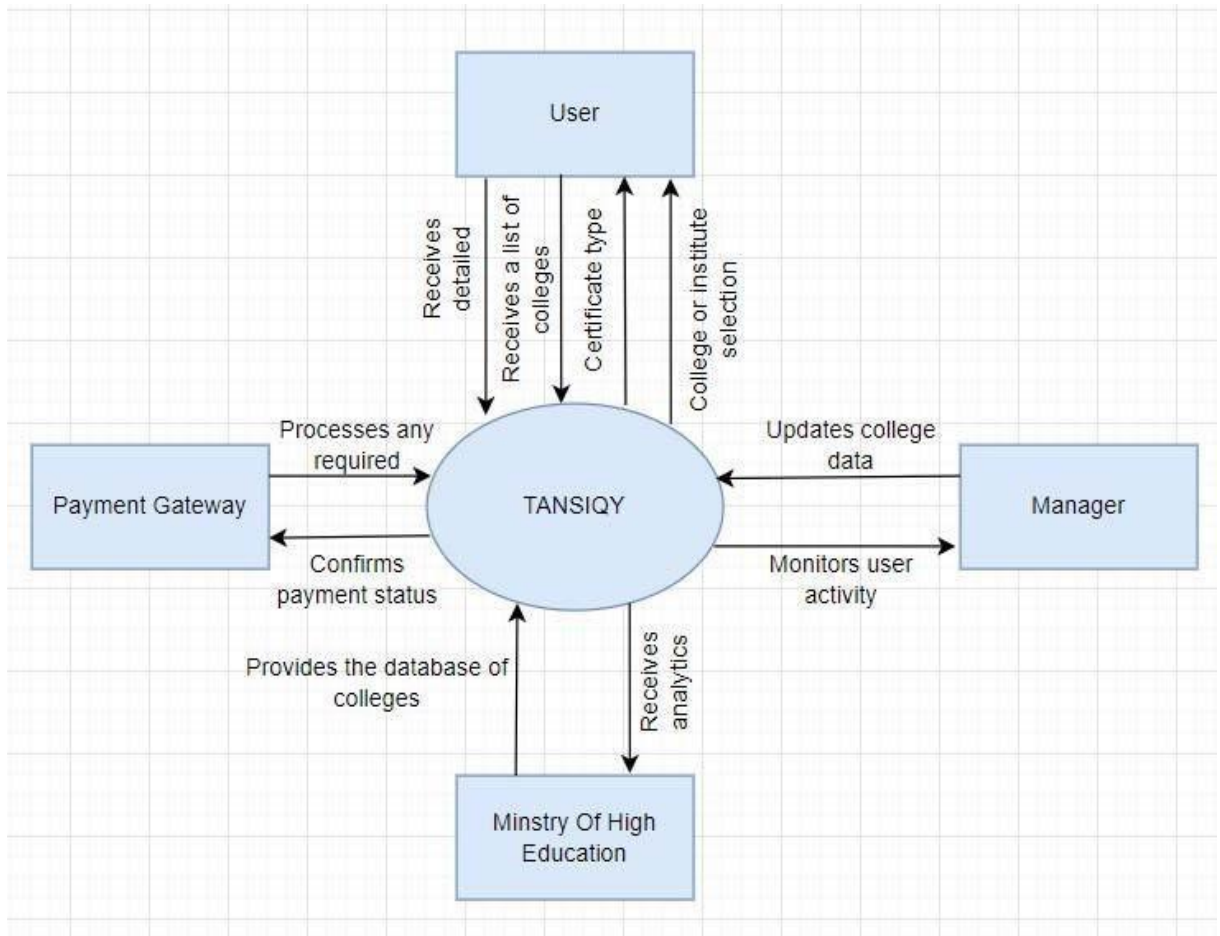 User
Receives
detailed
Receives a list of
colleges
Certificate type
College or institute
selection
Processes any
required
Updates college
data
Payment Gateway
TANSIQY
Manager
Confirms
payment status
Monitors user
activity
Provides the database of
colleges
Receives
analytics
Minstry Of High
Education